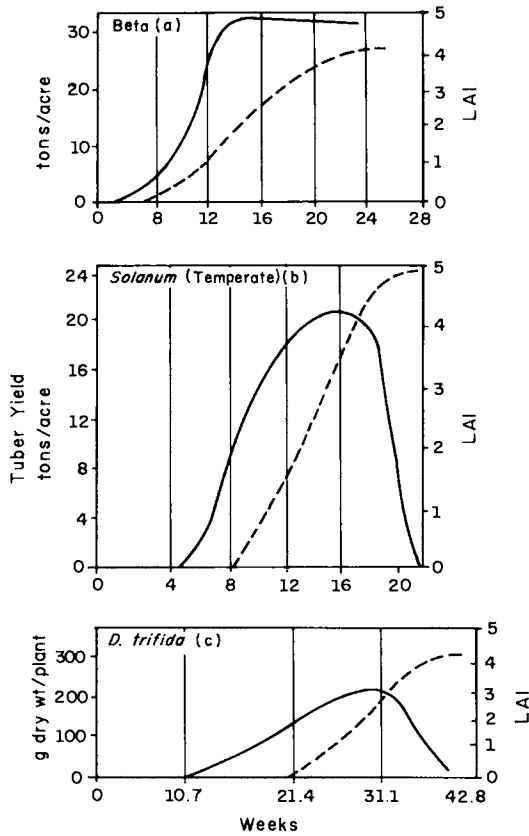 Beta (a)
30
20
10
0
tons/acre
5
4
3
2
1
0
LAI
0 8 12 16 20 24 28
Solanum (Temperate)(b)
24
20
16
12
8
4
0
Tuber Yield
tons/acre
5
4
3
2
1
0
LAI
0 4 8 12 16 20
D. trifida (c)
300
200
100
0
g dry wt/plant
5
4
3
2
1
0
LAI
0 10.7 21.4 31.1 42.8
Weeks